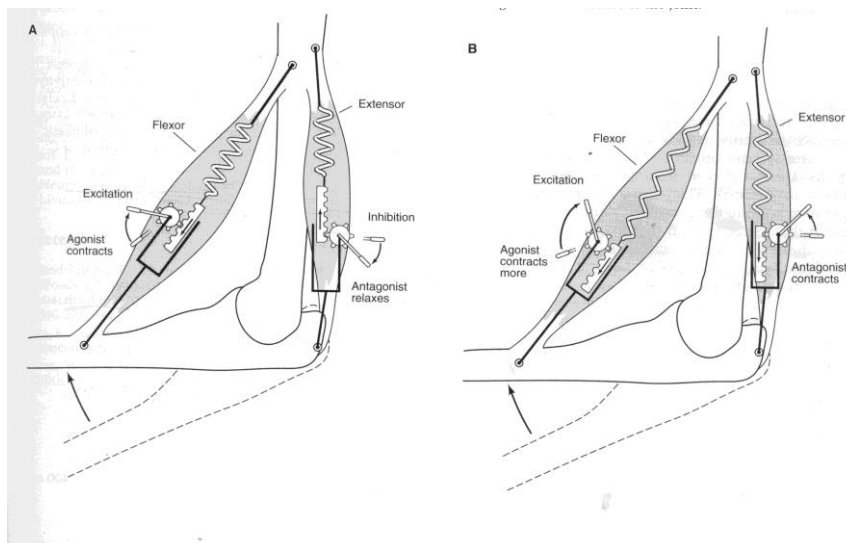 A
Flexor
Extensor
Excitation
Inhibition
Agonist
contracts
Antagonist
relaxes
B
Flexor
Extensor
Excitation
Agonist
contracts
more
Antagonist
contracts